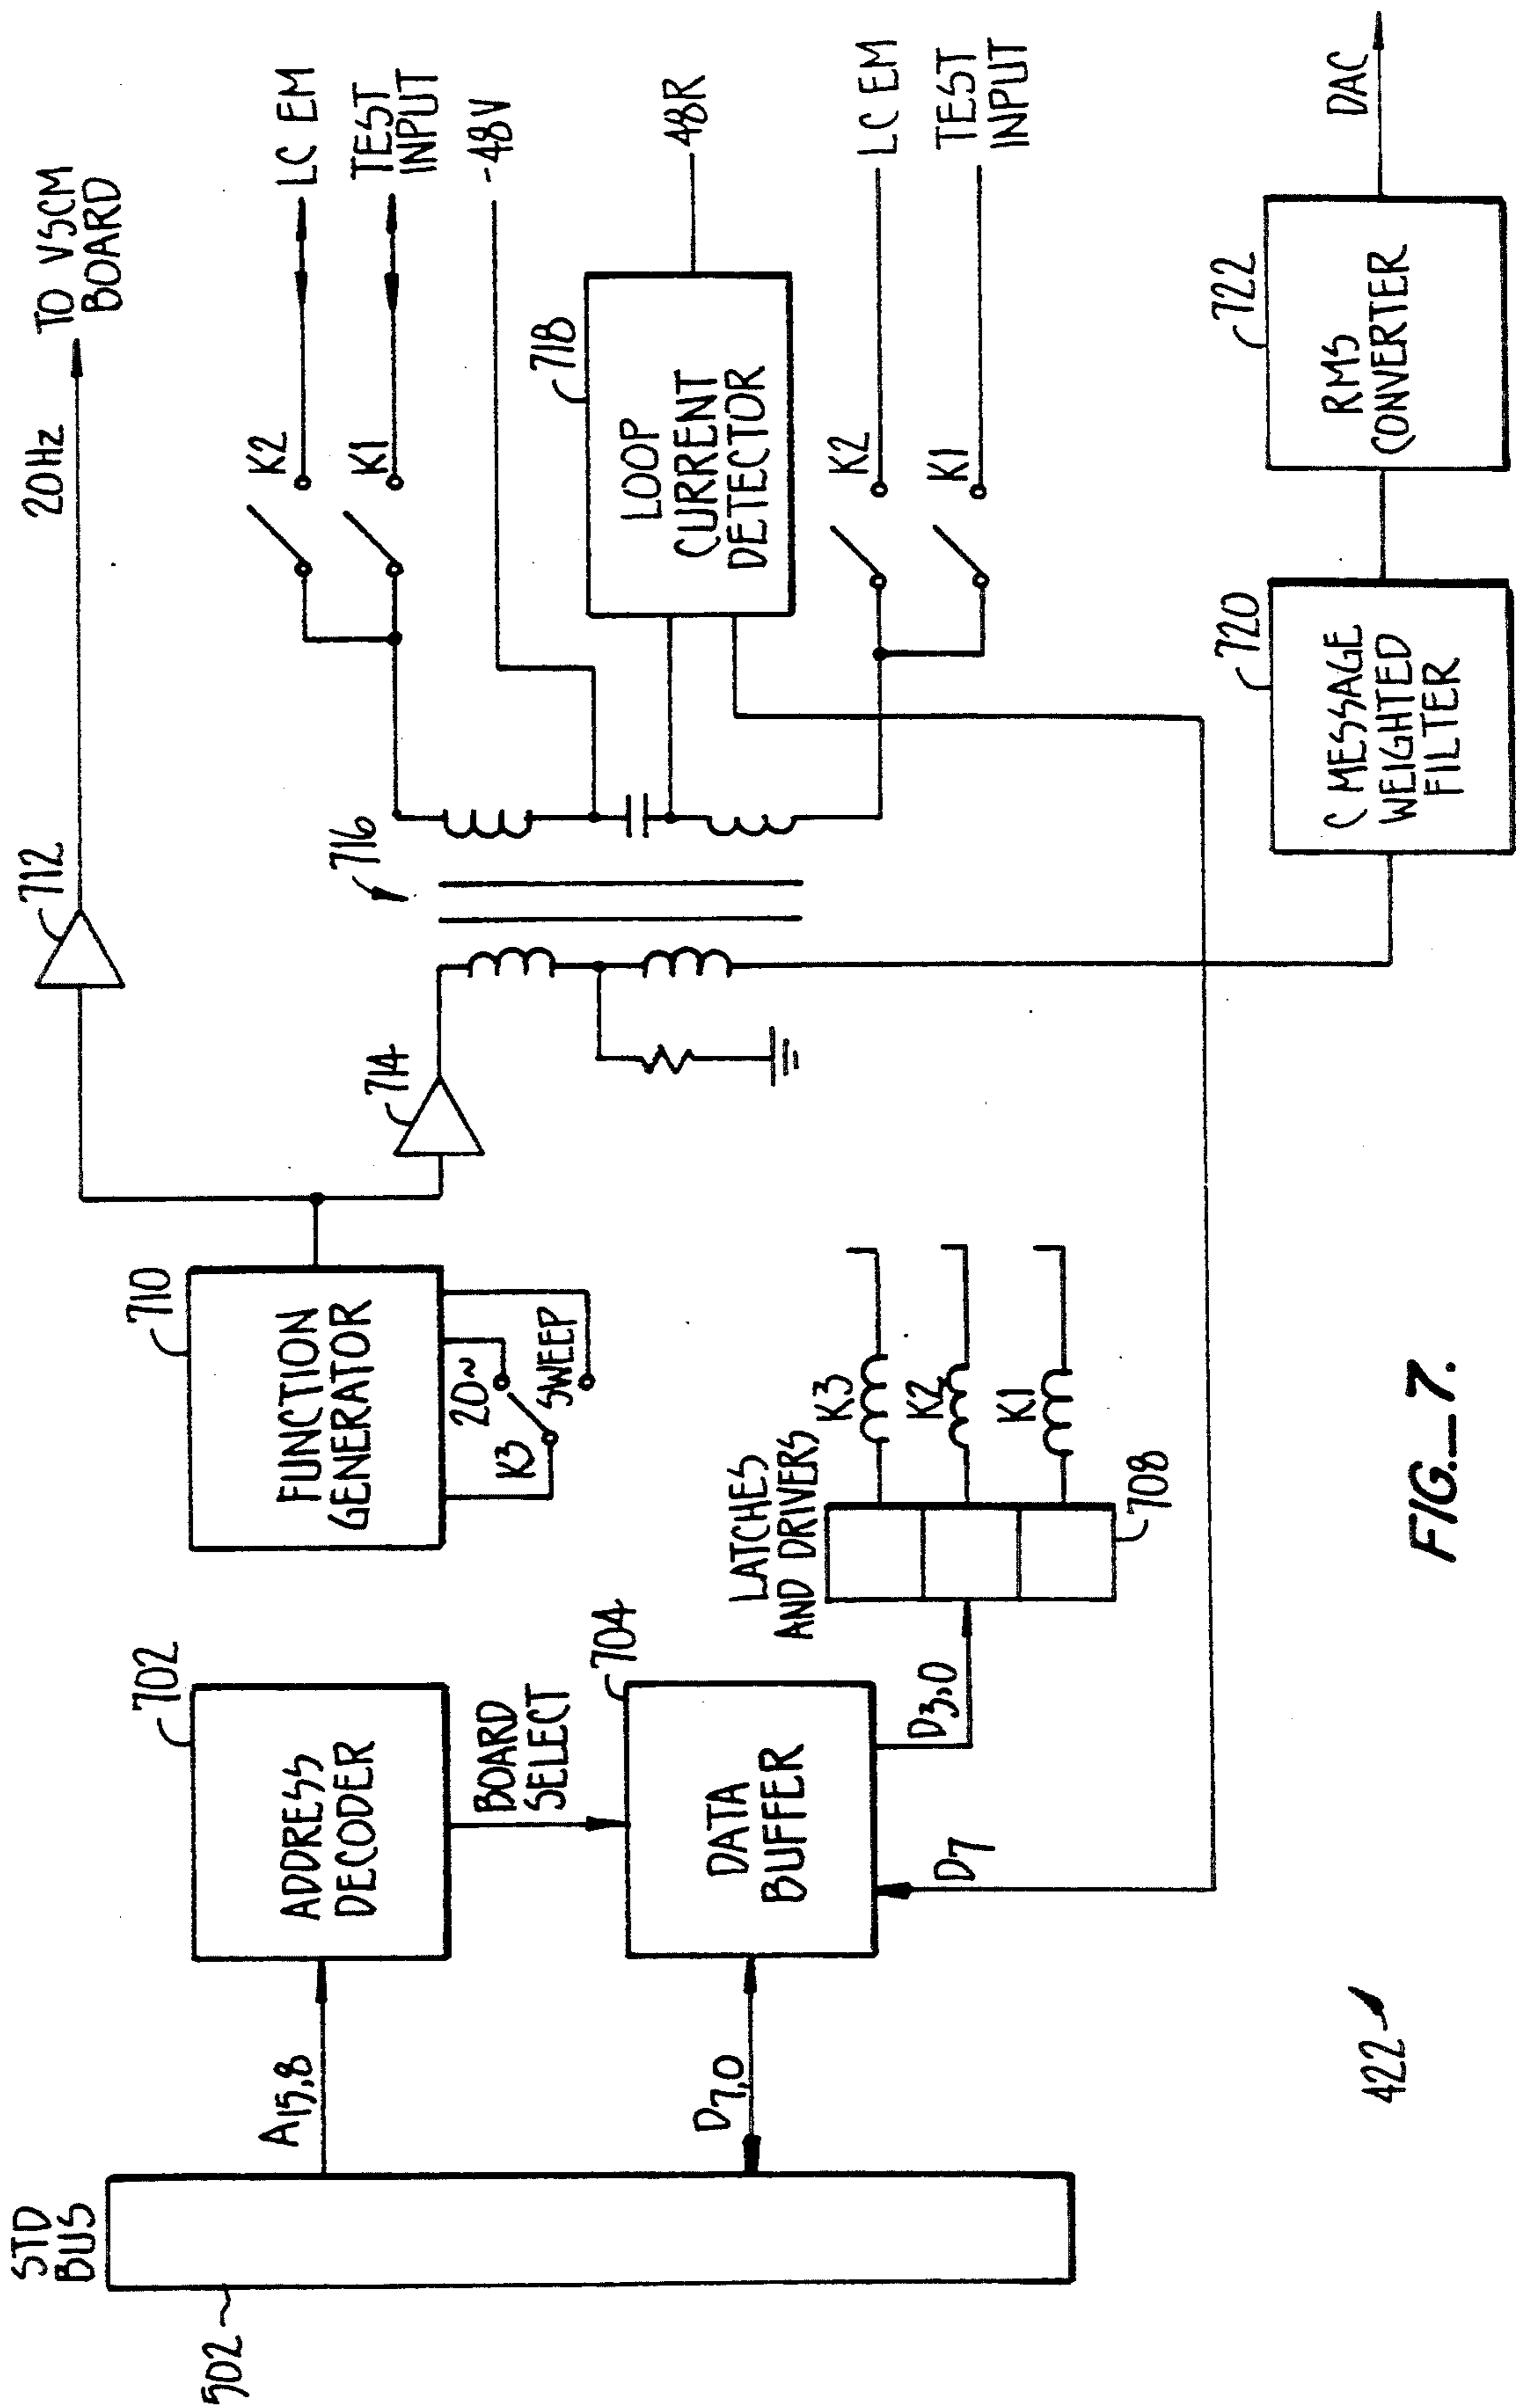 STD
BUS
502
A15,8
D7,0
702
ADDRESS
DECODER
BOARD
SELECT
704
DATA
BUFFER
D3,0
D7
LATCHES
AND DRIVERS
708
K3
K2
K1
710
FUNCTION
GENERATOR
20~
K3
SWEEP
712
20Hz
TO VSCM
BOARD
714
716
K2
LC EM
K1
TEST
INPUT
-48V
718
LOOP
CURRENT
DETECTOR
48R
K2
LC EM
K1
TEST
INPUT
720
C MESSAGE
WEIGHTED
FILTER
722
RMS
CONVERTER
DAC
422
FIG._7.